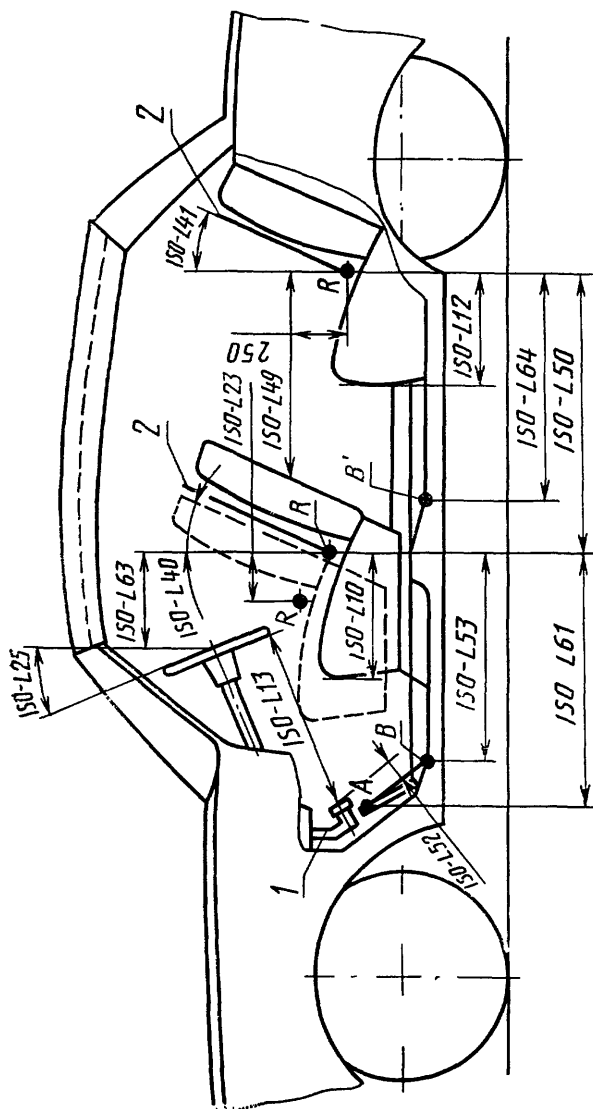 2
ISO-L41
R
250
ISO-L23
ISO-L49
ISO-L12
ISO-L64
ISO-L50
2
B'
R
ISO-L63
ISO-L40
R
ISO-L10
ISO-L53
ISO L61
ISO-L25
ISO-L13
B
A
1
ISO-L52